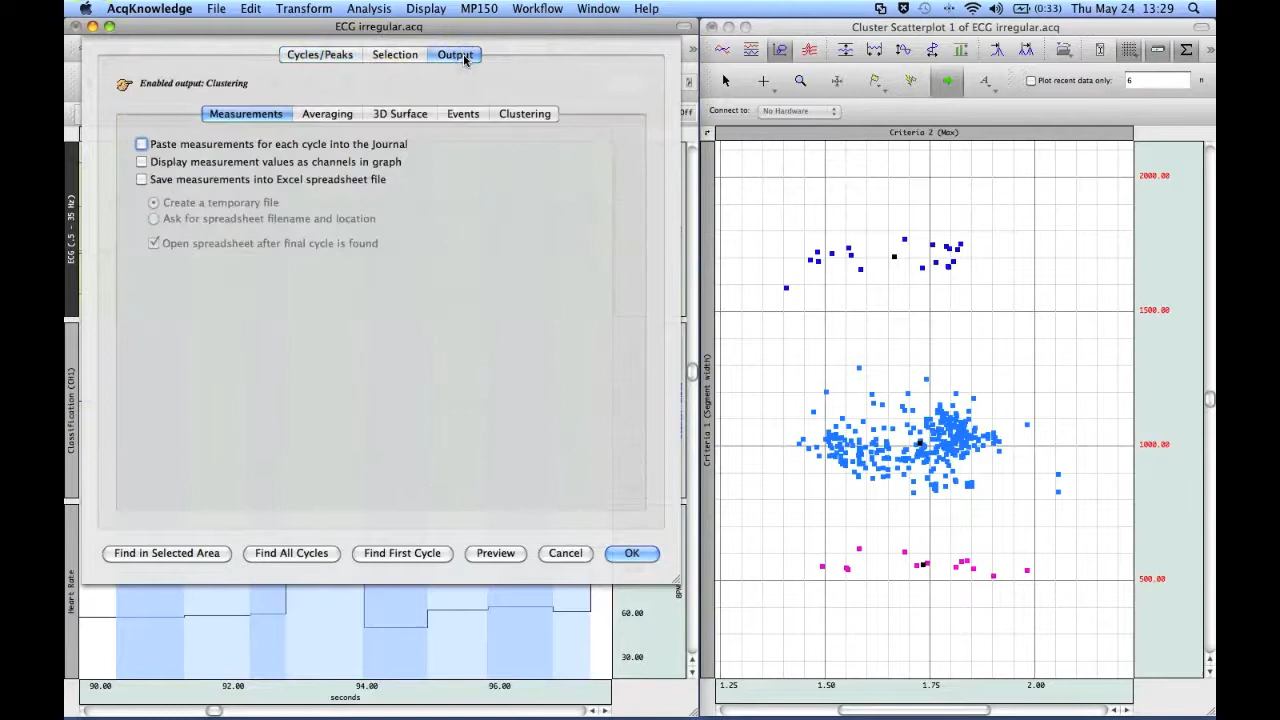 AcqKnowledge File Edit Transform Analysis Display MP150 Workflow Window Help (0:33) Thu May 24 13:29
ECG irregular.acq
Cycles/Peaks Selection Output
Enabled output: Clustering
Measurements Averaging 3D Surface Events Clustering
Off
Paste measurements for each cycle into the Journal
Display measurement values as channels in graph
Save measurements into Excel spreadsheet file
Create a temporary file
Ask for spreadsheet filename and location
Open spreadsheet after final cycle is found
Find in Selected Area Find All Cycles Find First Cycle Preview Cancel OK
ECG (.5 - 35 Hz)
Classification (CH1)
Heart Rate
BPM
60.00
30.00
90.00 92.00 94.00 96.00
seconds
Cluster Scatterplot 1 of ECG irregular.acq
Plot recent data only: 6
Connect to: No Hardware
Criteria 2 (Max)
Criteria 1 (Segment width)
2000.00
1500.00
1000.00
500.00
1.25 1.50 1.75 2.00